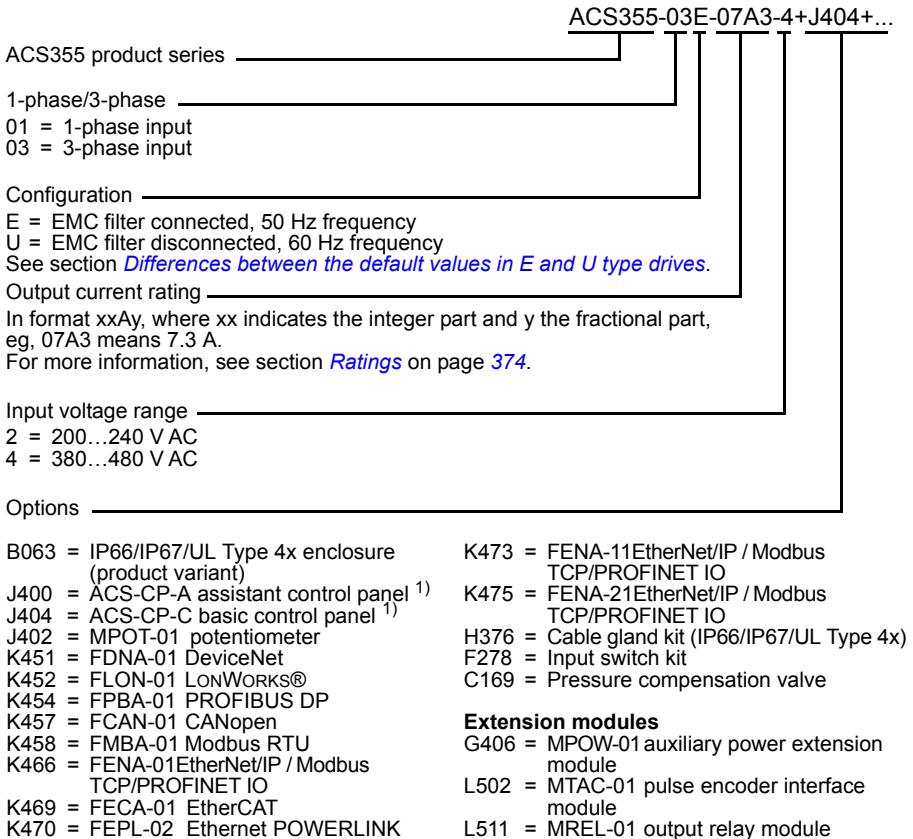 ACS355-03E-07A3-4+J404+...
ACS355 product series
1-phase/3-phase
01 = 1-phase input
03 = 3-phase input
Configuration
E = EMC filter connected, 50 Hz frequency
U = EMC filter disconnected, 60 Hz frequency
See section Differences between the default values in E and U type drives.
Output current rating
In format xxAy, where xx indicates the integer part and y the fractional part,
eg, 07A3 means 7.3 A.
For more information, see section Ratings on page 374.
Input voltage range
2 = 200…240 V AC
4 = 380…480 V AC
Options
B063 = IP66/IP67/UL Type 4x enclosure
(product variant)
J400 = ACS-CP-A assistant control panel 1)
J404 = ACS-CP-C basic control panel 1)
J402 = MPOT-01 potentiometer
K451 = FDNA-01 DeviceNet
K452 = FLON-01 LONWORKS®
K454 = FPBA-01 PROFIBUS DP
K457 = FCAN-01 CANopen
K458 = FMBA-01 Modbus RTU
K466 = FENA-01EtherNet/IP / Modbus
TCP/PROFINET IO
K469 = FECA-01 EtherCAT
K470 = FEPL-02 Ethernet POWERLINK
K473 = FENA-11EtherNet/IP / Modbus
TCP/PROFINET IO
K475 = FENA-21EtherNet/IP / Modbus
TCP/PROFINET IO
H376 = Cable gland kit (IP66/IP67/UL Type 4x)
F278 = Input switch kit
C169 = Pressure compensation valve
Extension modules
G406 = MPOW-01 auxiliary power extension
module
L502 = MTAC-01 pulse encoder interface
module
L511 = MREL-01 output relay module